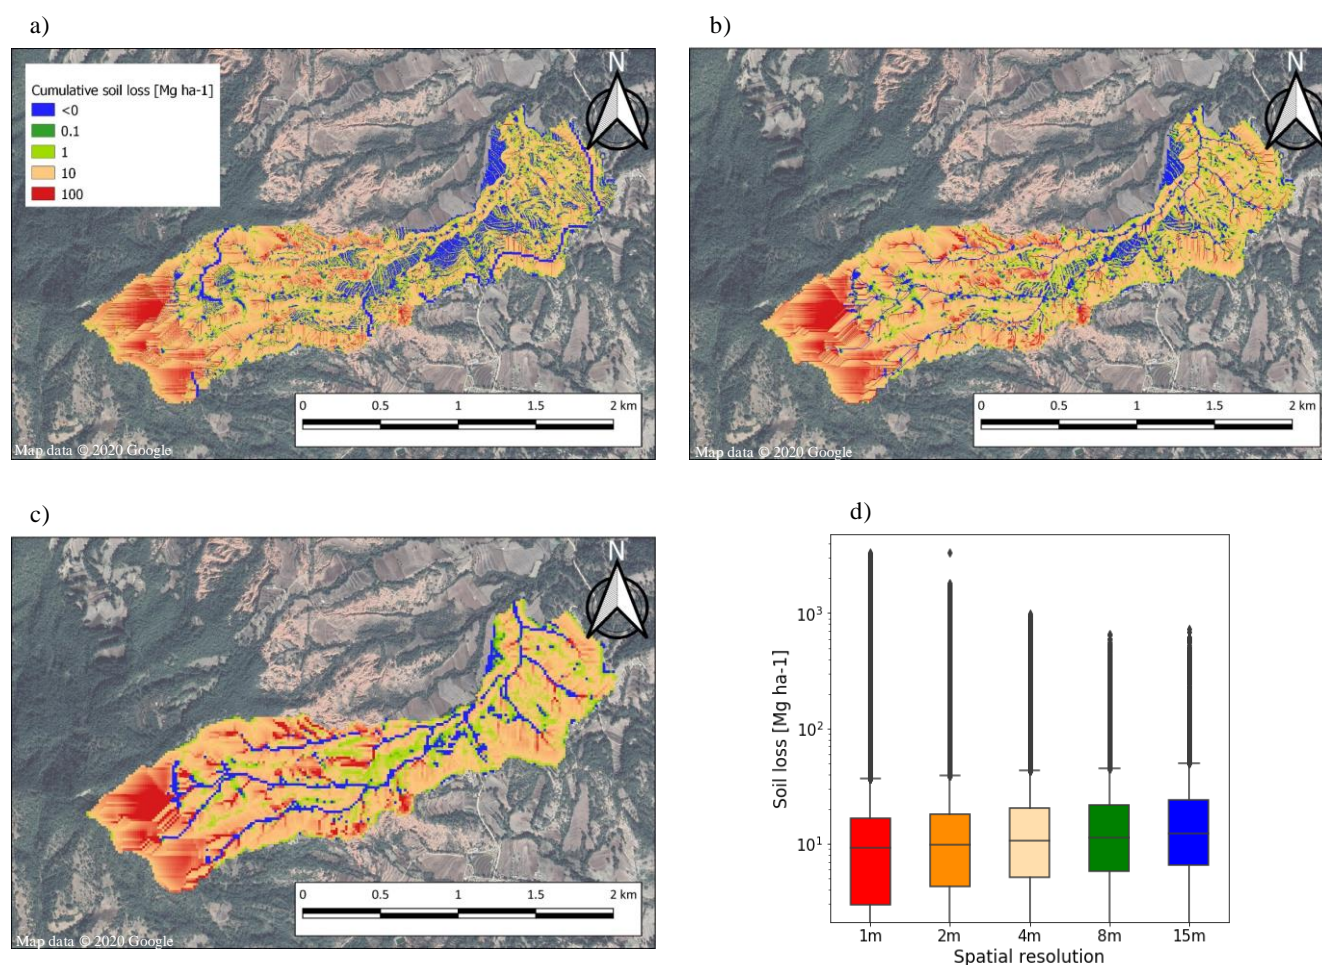 a)
b)
Cumulative soil loss [Mg ha-1]
<0
0.1
1
10
100
N
0 0.5 1 1.5 2 km
Map data © 2020 Google
N
0 0.5 1 1.5 2 km
Map data © 2020 Google
c)
N
0 0.5 1 1.5 2 km
Map data © 2020 Google
d)
Soil loss [Mg ha-1]
10³
10²
10¹
1m 2m 4m 8m 15m
Spatial resolution